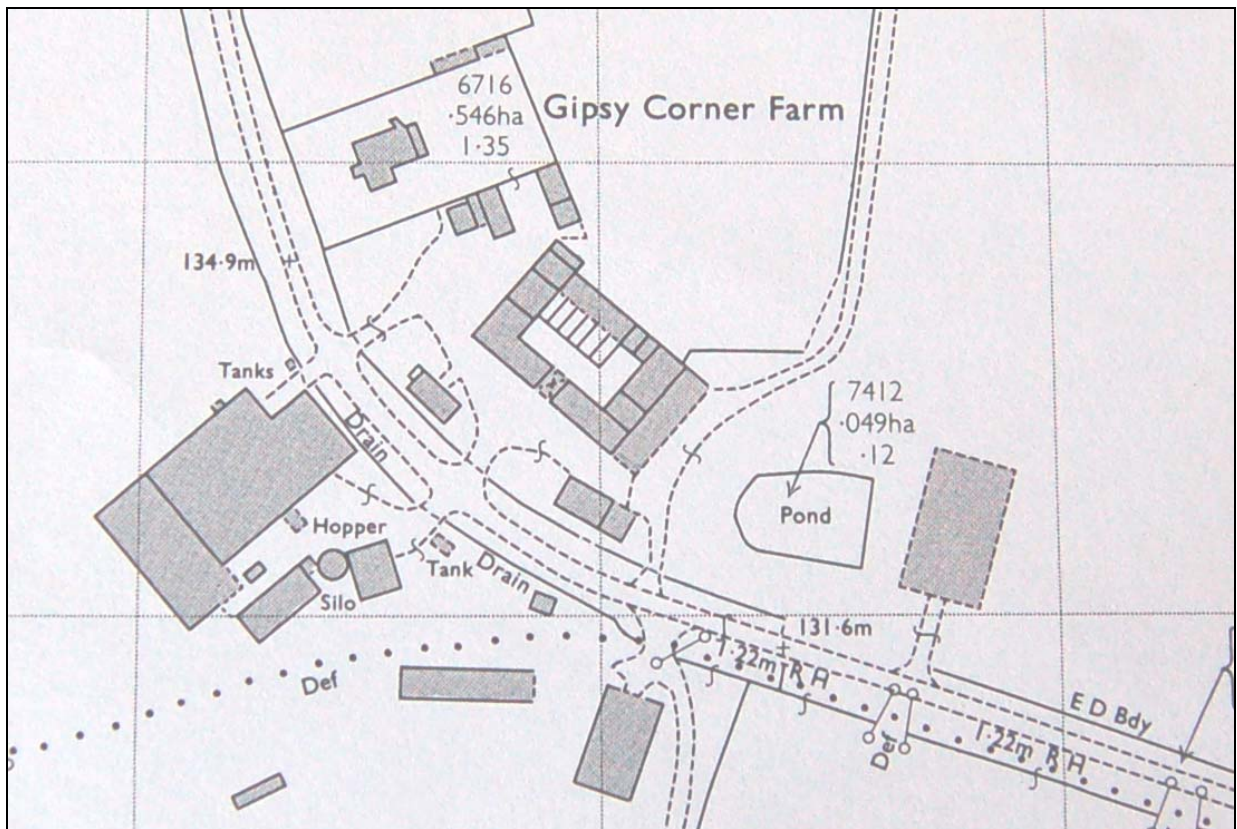 6716
·546ha
1·35
Gipsy Corner Farm
134·9m
Tanks
Drain
7412
·049ha
·12
Pond
Hopper
Tank
Drain
Silo
131·6m
1·22m R H
Def
E D Bdy
Def
1·22m R H